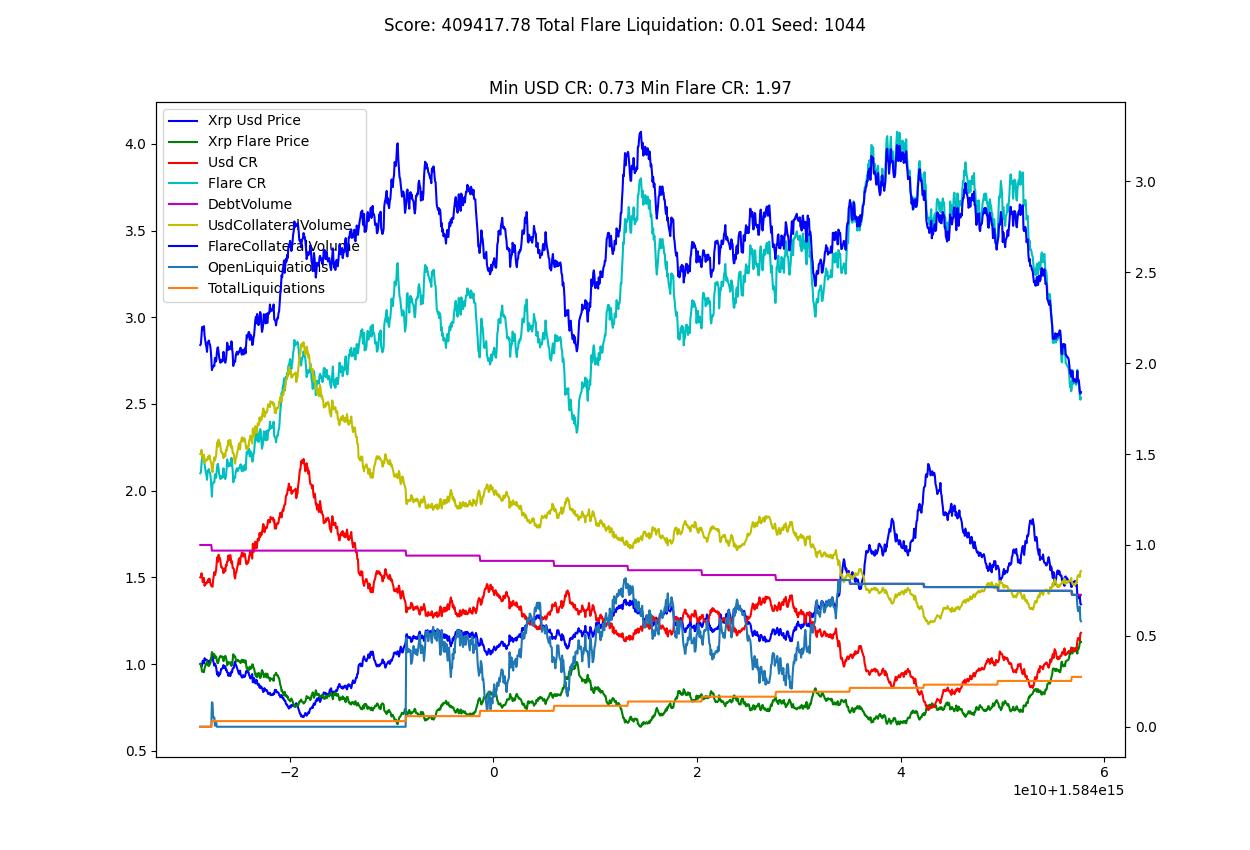 Score: 409417.78 Total Flare Liquidation: 0.01 Seed: 1044
Min USD CR: 0.73 Min Flare CR: 1.97
Xrp Usd Price
Xrp Flare Price
Usd CR
Flare CR
DebtVolume
UsdCollateralVolume
FlareCollateralVolume
OpenLiquidations
TotalLiquidations
4.0
3.5
3.0
2.5
2.0
1.5
1.0
0.5
3.0
2.5
2.0
1.5
1.0
0.5
0.0
−2
0
2
4
6
1e10+1.584e15